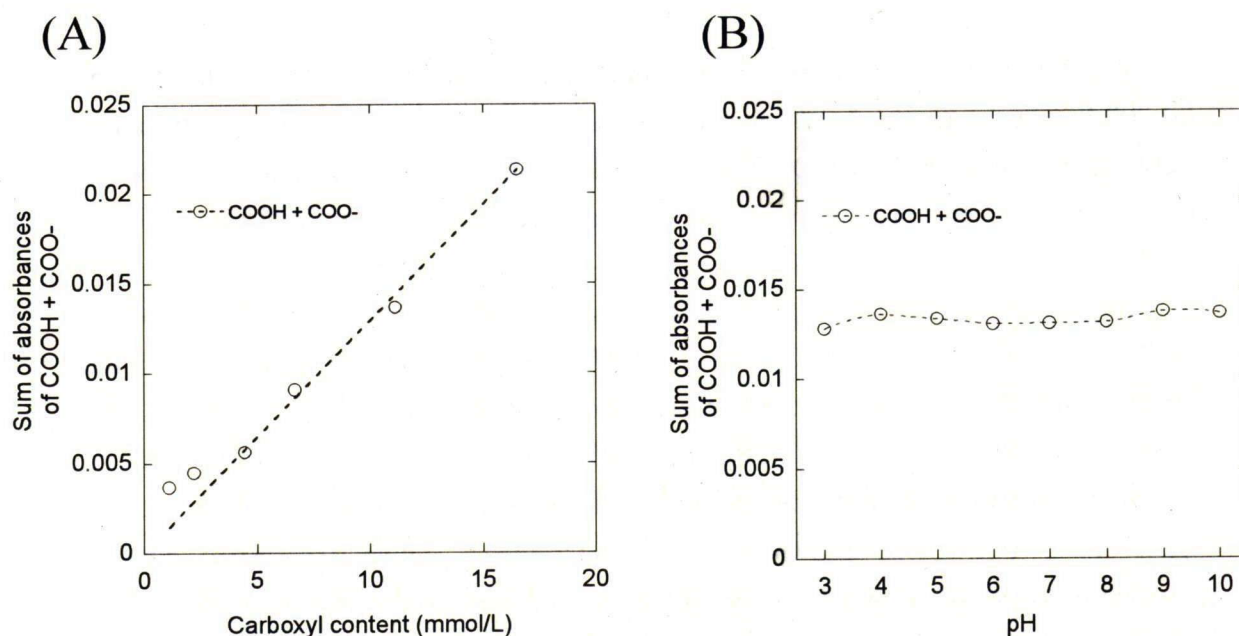 (A)
Sum of absorbances
of COOH + COO-
0.025
0.02
0.015
0.01
0.005
0
COOH + COO-
0
5
10
15
20
Carboxyl content (mmol/L)
(B)
Sum of absorbances
of COOH + COO-
0.025
0.02
0.015
0.01
0.005
0
COOH + COO-
3
4
5
6
7
8
9
10
pH